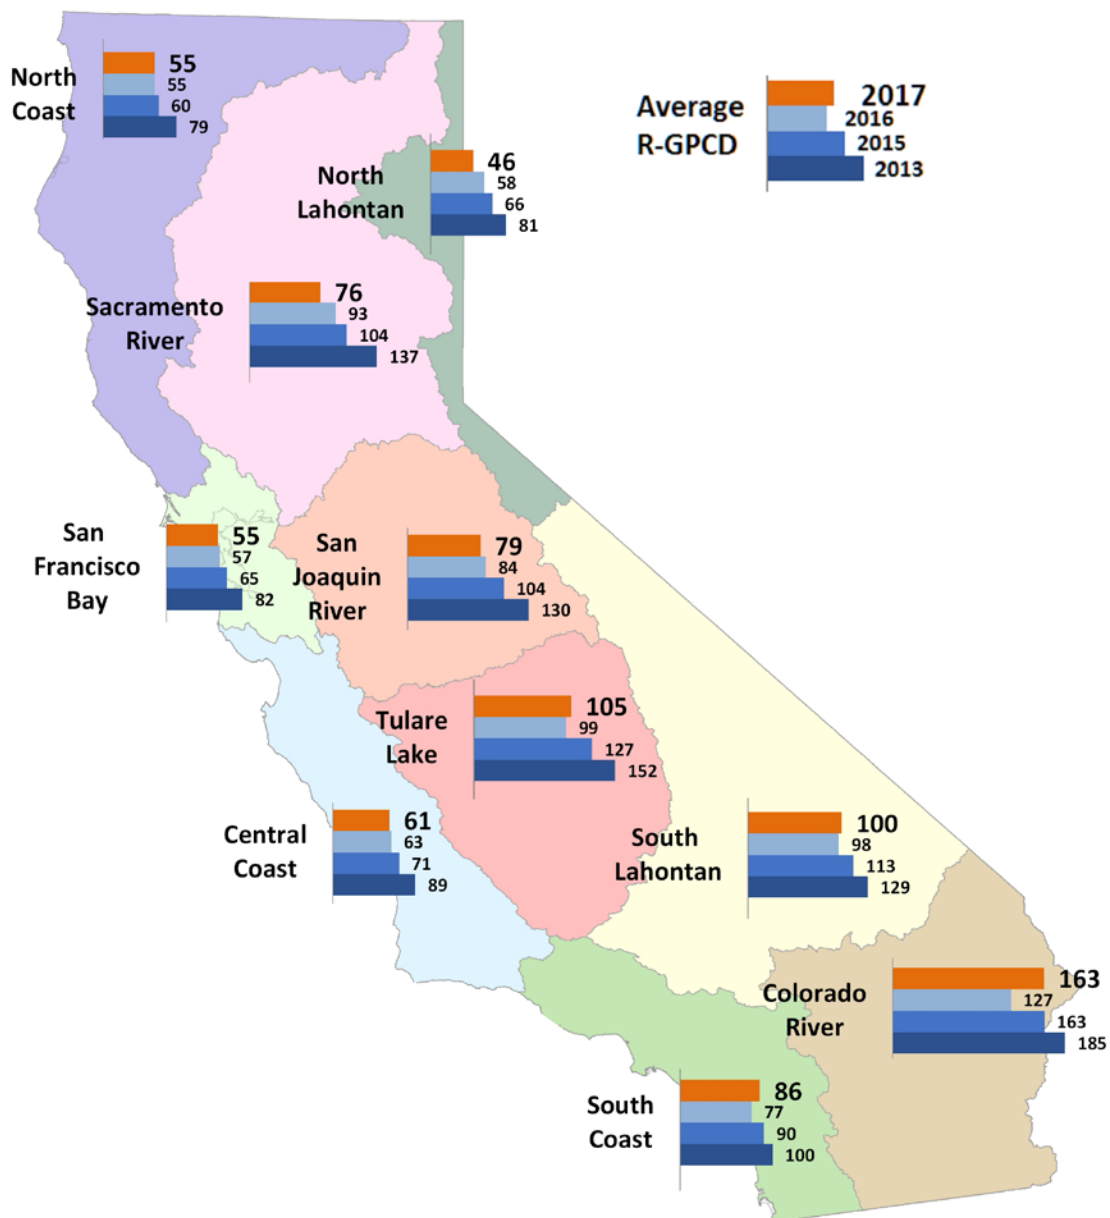 North
Coast
55
55
60
79
Average
R-GPCD
2017
2016
2015
2013
North
Lahontan
46
58
66
81
Sacramento
River
76
93
104
137
San
Francisco
Bay
55
57
65
82
San
Joaquin
River
79
84
104
130
Tulare
Lake
105
99
127
152
Central
Coast
61
63
71
89
South
Lahontan
100
98
113
129
Colorado
River
163
127
163
185
South
Coast
86
77
90
100